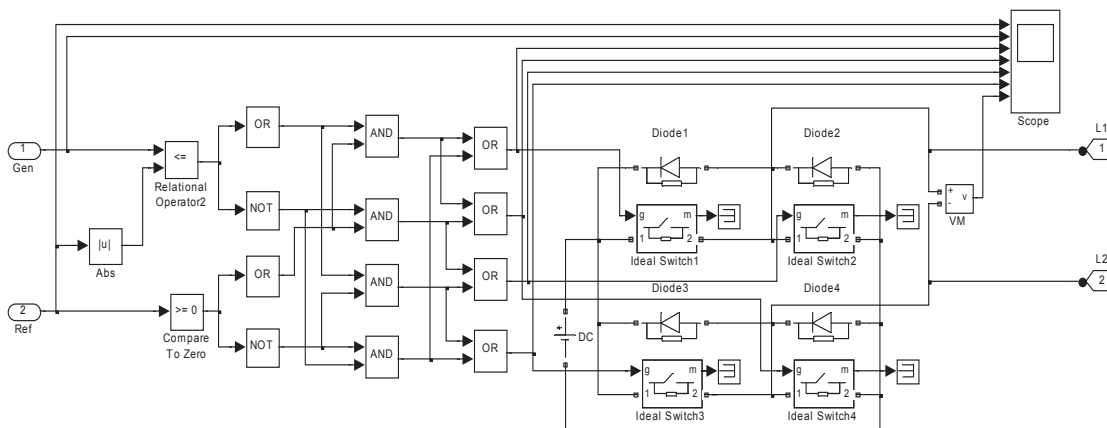 Scope
L1
1
1
Gen
<=
Relational
Operator2
OR
NOT
AND
OR
Diode1
Diode2
+
-
v
VM
g
m
1
2
Ideal Switch1
g
m
1
2
Ideal Switch2
|u|
Abs
AND
OR
OR
AND
OR
L2
2
2
Ref
>= 0
Compare
To Zero
NOT
AND
OR
Diode3
Diode4
+
DC
g
m
1
2
Ideal Switch3
g
m
1
2
Ideal Switch4